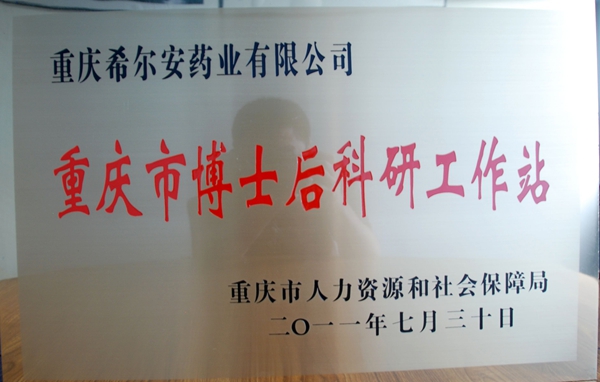 重庆希尔安药业有限公司
重庆市博士后科研工作站
重庆市人力资源和社会保障局
二〇一一年七月三十日